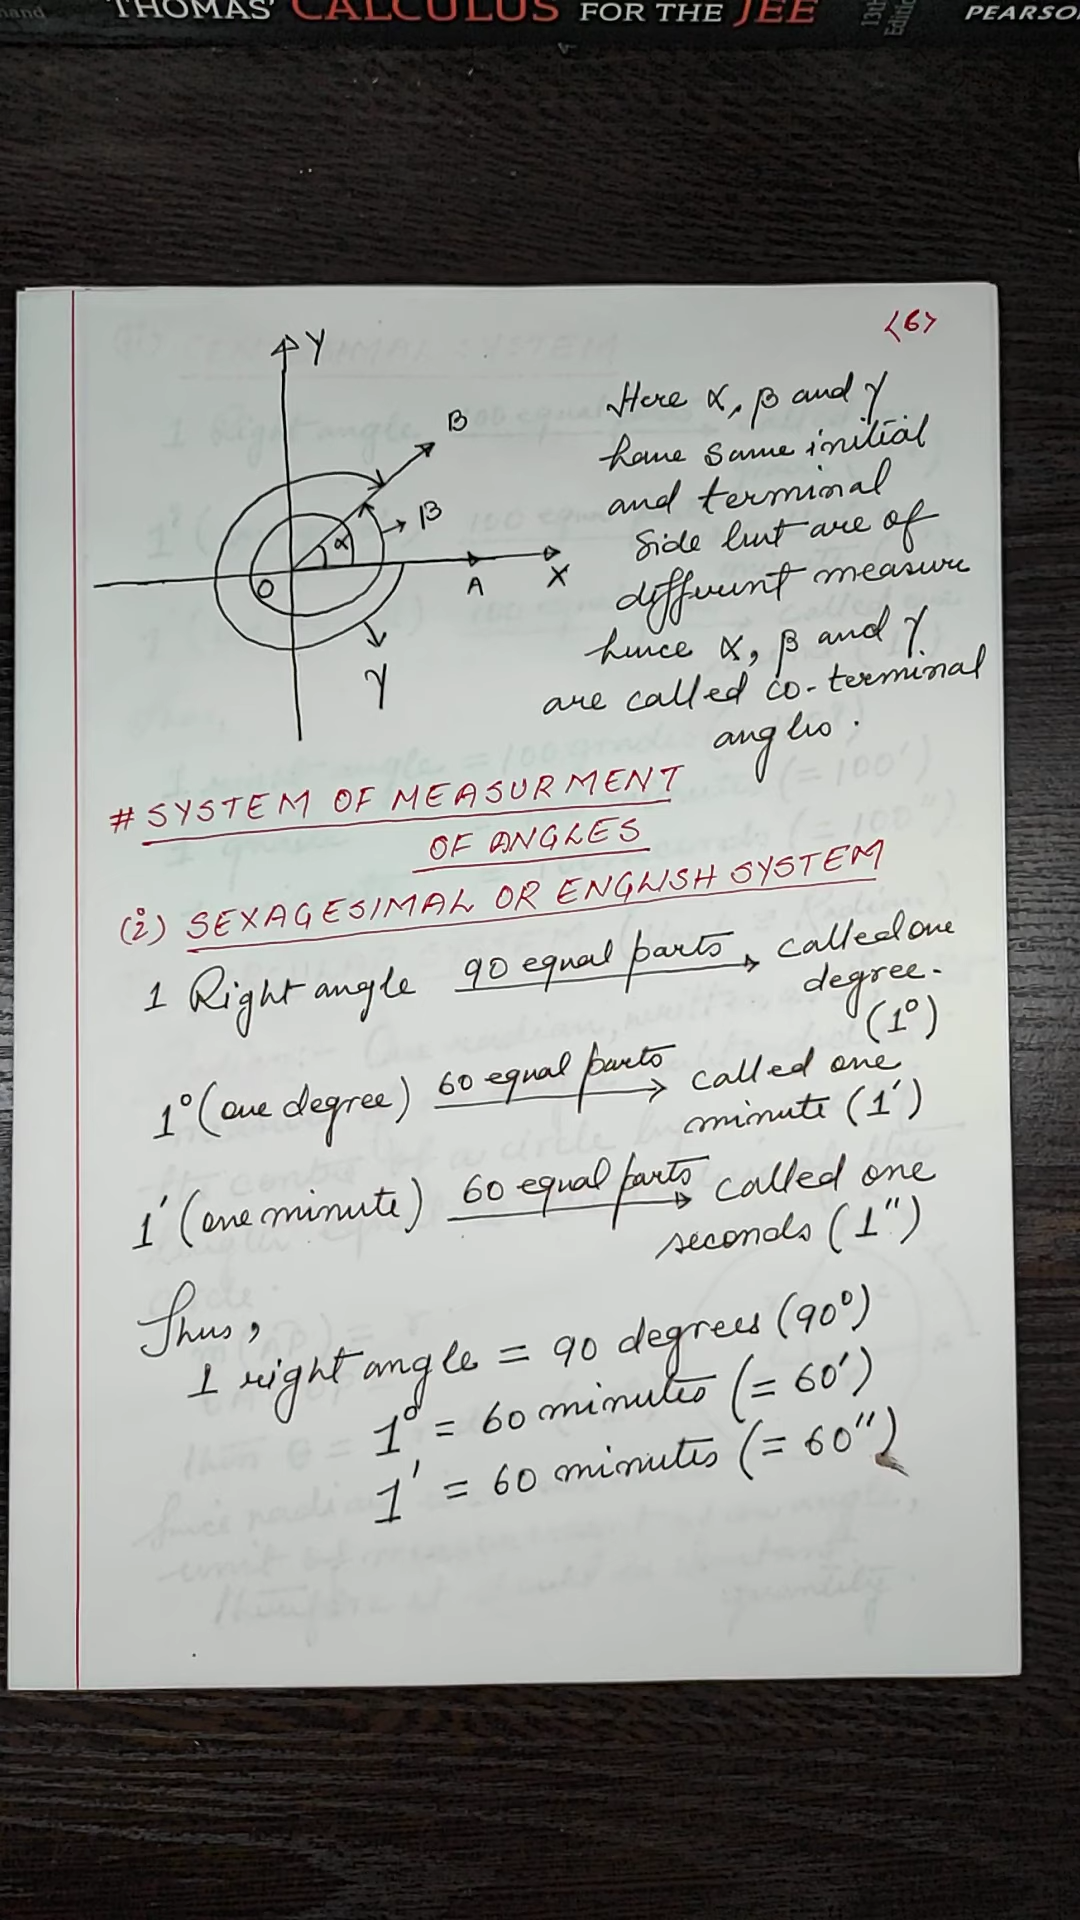 THOMAS' CALCULUS FOR THE JEE 13th Editi PEARSO
<6>
Y
B
β
α
O
A
X
γ
Here α, β and γ
have same initial
and terminal
Side but are of
different measure
hence α, β and γ
are called co-terminal
angles.
# SYSTEM OF MEASURMENT
OF ANGLES
(i) SEXAGESIMAL OR ENGLISH SYSTEM
1 Right angle 90 equal parts → called one
degree.
(1°)
1° (one degree) 60 equal parts → called one
minute (1')
1' (one minute) 60 equal parts → called one
seconds (1")
Thus,
1 right angle = 90 degrees (90°)
1° = 60 minutes (= 60')
1' = 60 minutes (= 60")